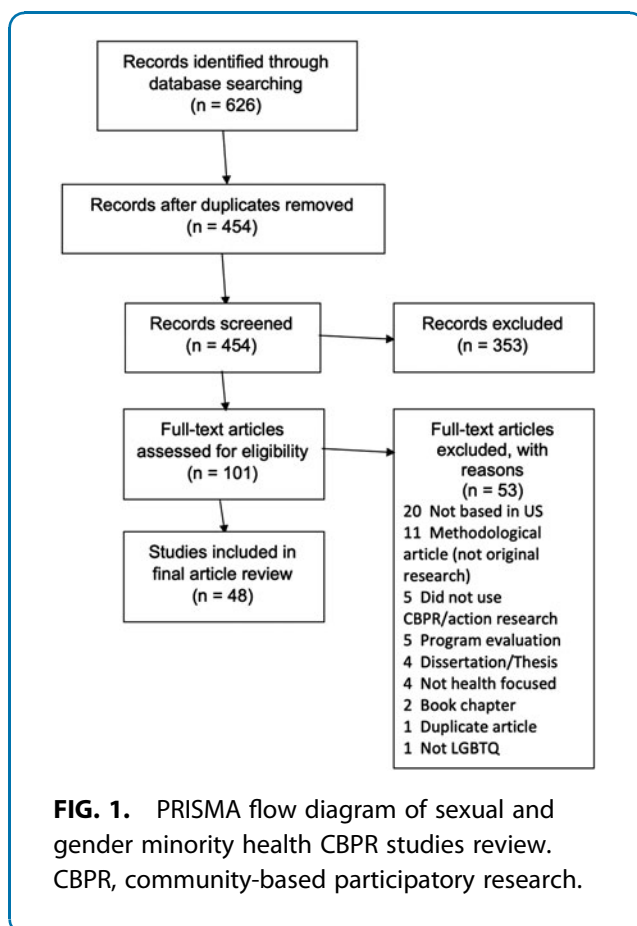 Records identified through
database searching
(n = 626)
Records after duplicates removed
(n = 454)
Records screened
(n = 454)
Records excluded
(n = 353)
Full-text articles
assessed for eligibility
(n = 101)
Full-text articles
excluded, with
reasons
(n = 53)
20 Not based in US
11 Methodological
article (not original
research)
5 Did not use
CBPR/action research
5 Program evaluation
4 Dissertation/Thesis
4 Not health focused
2 Book chapter
1 Duplicate article
1 Not LGBTQ
Studies included in
final article review
(n = 48)
FIG. 1. PRISMA flow diagram of sexual and
gender minority health CBPR studies review.
CBPR, community-based participatory research.